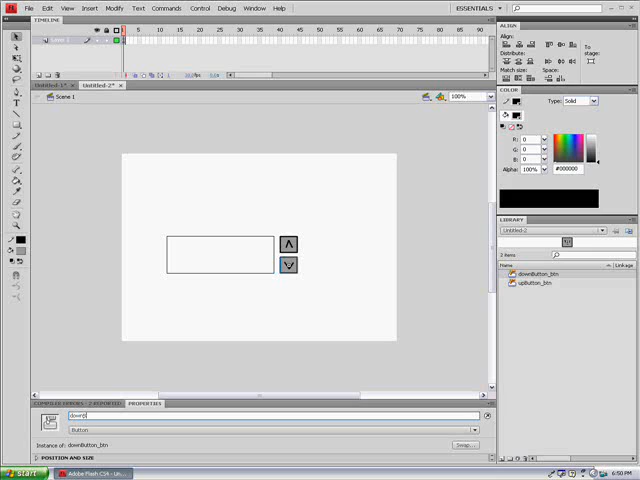 File Edit View Insert Modify Text Commands Control Debug Window Help
ESSENTIALS
TIMELINE
5 10 15 20 25 30 35 40 45 50 55 60 65 70 75 80 85 90
Untitled-1* × Untitled-2* ×
Scene 1
100%
ALIGN
Align:
Distribute:
Match size: Space:
To stage:
COLOR
Type: Solid
R: 0
G: 0
B: 0
Alpha: 100%
#000000
LIBRARY
Untitled-2
Name Linkage
downButton_btn
upButton_btn
COMPILER ERRORS - 3 REPORTED PROPERTIES
Button
Instance of: downButton_btn
Swap...
POSITION AND SIZE
start
Adobe Flash CS4 - Un...
6:50 PM